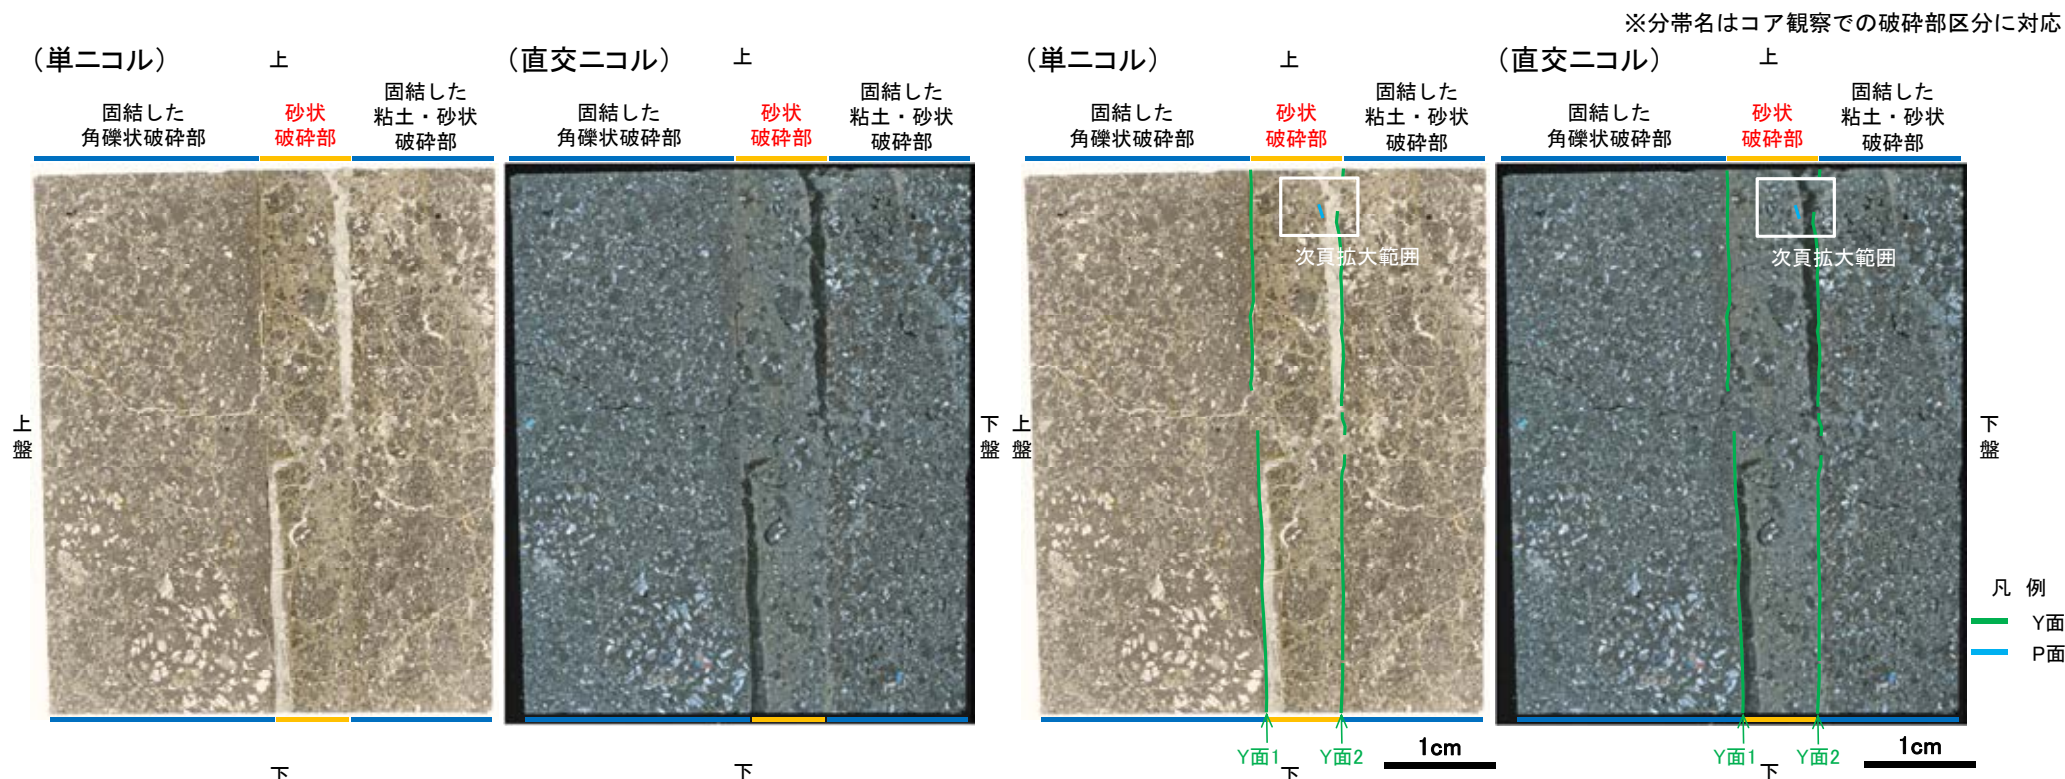 ※分帯名はコア観察での破砕部区分に対応
(単ニコル)
上
固結した
角礫状破砕部
砂状
破砕部
固結した
粘土・砂状
破砕部
上
盤
下
(直交ニコル)
上
固結した
角礫状破砕部
砂状
破砕部
固結した
粘土・砂状
破砕部
下
盤
下
(単ニコル)
上
固結した
角礫状破砕部
砂状
破砕部
固結した
粘土・砂状
破砕部
上
盤
次頁拡大範囲
Y面1
Y面2
1cm
下
(直交ニコル)
上
固結した
角礫状破砕部
砂状
破砕部
固結した
粘土・砂状
破砕部
次頁拡大範囲
下
盤
Y面1
Y面2
1cm
下
凡 例
Y面
P面